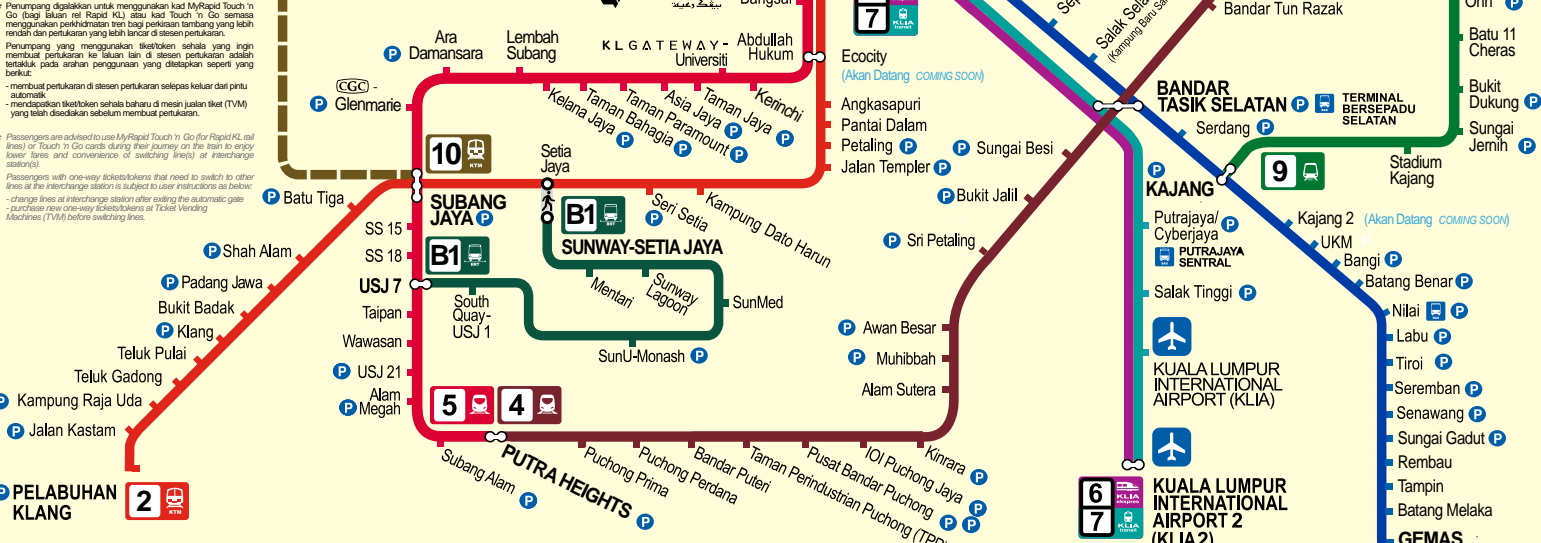 Penumpang digalakkan untuk menggunakan kad MyRapid Touch 'n
Go (bagi laluan rel Rapid KL) atau kad Touch 'n Go semasa
menggunakan perkhidmatan tren bagi perkiraan tambang yang lebih
rendah dan pertukaran yang lebih lancar di stesen pertukaran.
Penumpang yang menggunakan tiket/token sehala yang ingin
membuat pertukaran ke laluan lain di stesen pertukaran adalah
tertakluk pada arahan penggunaan yang ditetapkan seperti yang
berikut:
- membuat pertukaran di stesen pertukaran selepas keluar dari pintu
automatik
- mendapatkan tiket/token sehala baharu di mesin jualan tiket (TVM)
yang telah disediakan sebelum membuat pertukaran.
Passengers are advised to use MyRapid Touch 'n Go (for Rapid KL rail
lines) or Touch 'n Go cards during their journey on the train to enjoy
lower fares and convenience of switching line(s) at interchange
station(s).
Passengers with one-way tickets/tokens that need to switch to other
lines at the interchange station is subject to user instructions as below:
- change lines at interchange station after exiting the automatic gate
- purchase new one-way tickets/tokens at Ticket Vending
Machines (TVM) before switching lines.
Bangsar
KL GATEWAY-
Universiti
Abdullah
Hukum
Ecocity
(Akan Datang COMING SOON)
Ara
Damansara
Lembah
Subang
CGC -
Glenmarie
Kelana Jaya
Taman Bahagia
Taman Paramount
Asia Jaya
Taman Jaya
Kerinchi
Angkasapuri
Pantai Dalam
Petaling
Jalan Templer
10
KTM
Setia
Jaya
Batu Tiga
SUBANG
JAYA
B1
BRT
SUNWAY-SETIA JAYA
Seri Setia
Kampung Dato Harun
Shah Alam
Padang Jawa
Bukit Badak
Klang
Teluk Pulai
Teluk Gadong
Kampung Raja Uda
Jalan Kastam
PELABUHAN
KLANG
2
KTM
SS 15
SS 18
USJ 7
B1
BRT
Taipan
Wawasan
USJ 21
Alam
Megah
5
4
South
Quay-
USJ 1
Mentari
Sunway
Lagoon
SunMed
SunU-Monash
Subang Alam
PUTRA HEIGHTS
Puchong Prima
Puchong Perdana
Bandar Puteri
Taman Perindustrian Puchong
Pusat Bandar Puchong
IOI Puchong Jaya
Kinrara
Alam Sutera
Muhibbah
Awan Besar
Sri Petaling
Bukit Jalil
Sungai Besi
7
KLIA
transit
(Kampung Baru
Bandar Tun Razak
BANDAR
TASIK SELATAN
TERMINAL
BERSEPADU
SELATAN
Serdang
KAJANG
9
Stadium
Kajang
Sungai
Jernih
Bukit
Dukung
Batu 11
Cheras
Kajang 2 (Akan Datang COMING SOON)
UKM
Bangi
Batang Benar
Nilai
Labu
Tiroi
Seremban
Senawang
Sungai Gadut
Rembau
Tampin
Batang Melaka
GEMAS
Putrajaya/
Cyberjaya
PUTRAJAYA
SENTRAL
Salak Tinggi
KUALA LUMPUR
INTERNATIONAL
AIRPORT (KLIA)
6
KLIA
ekspres
7
KLIA
transit
KUALA LUMPUR
INTERNATIONAL
AIRPORT 2
(KLIA2)